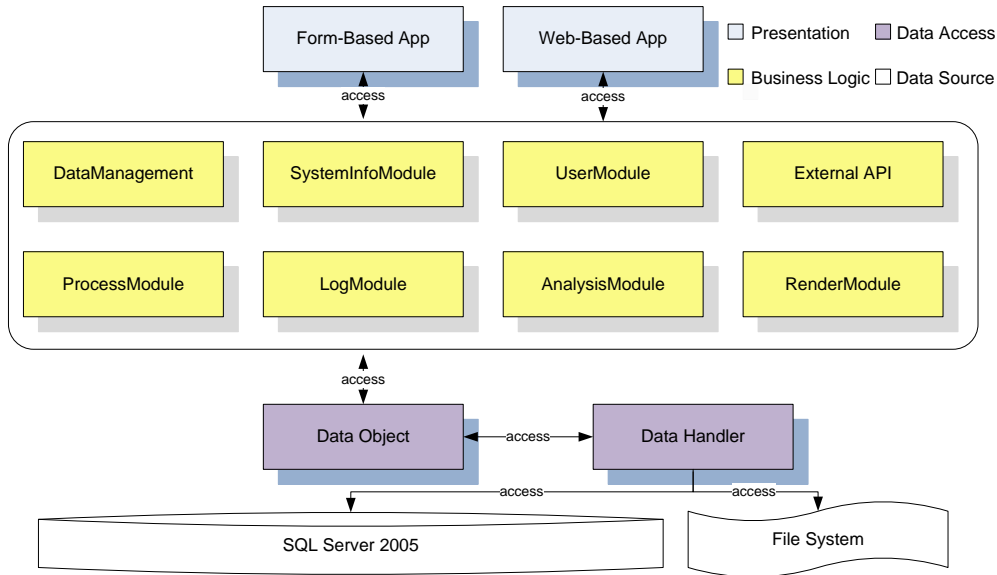 Form-Based App
Web-Based App
Presentation
Data Access
Business Logic
Data Source
access
access
DataManagement
SystemInfoModule
UserModule
External API
ProcessModule
LogModule
AnalysisModule
RenderModule
access
Data Object
access
Data Handler
access
access
SQL Server 2005
File System